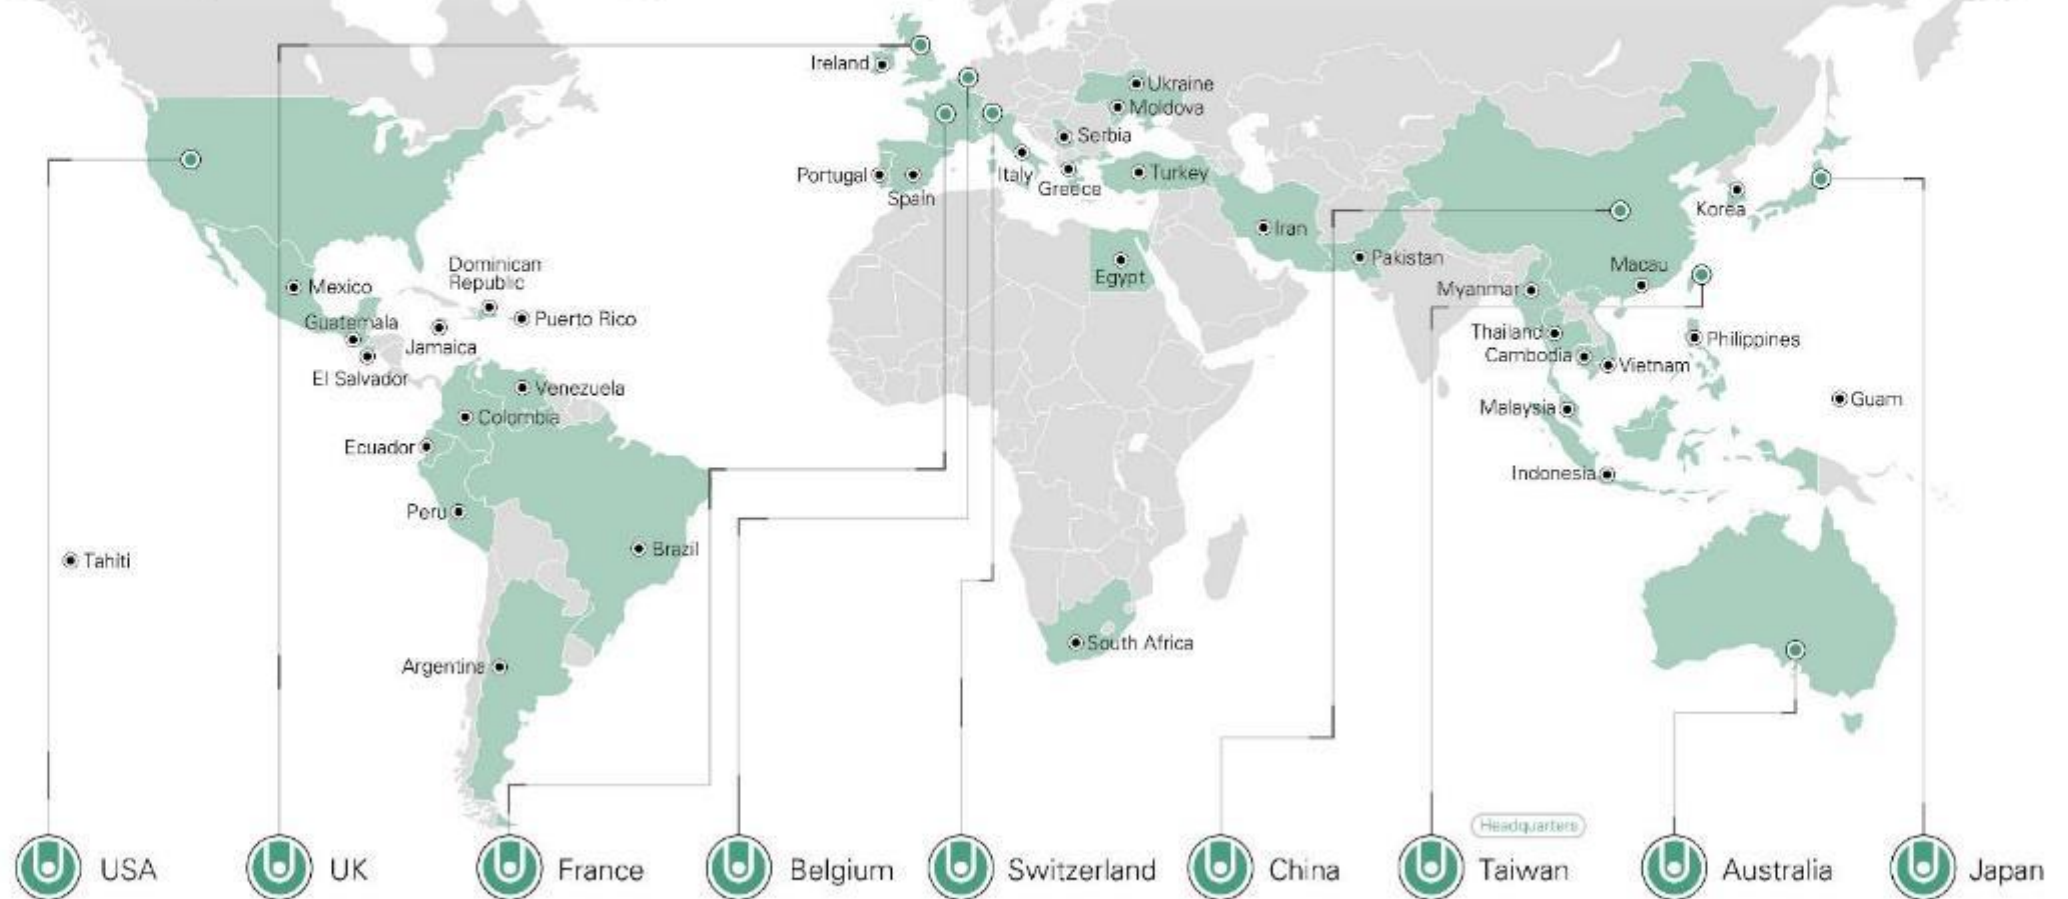 Ireland
Ukraine
Moldova
Serbia
Portugal
Spain
Italy
Greece
Turkey
Korea
Iran
Pakistan
Egypt
Macau
Myanmar
Mexico
Dominican
Republic
Puerto Rico
Guatemala
Jamaica
El Salvador
Thailand
Cambodia
Vietnam
Philippines
Venezuela
Colombia
Ecuador
Malaysia
Guam
Indonesia
Peru
Brazil
Tahiti
South Africa
Argentina
Headquarters
USA
UK
France
Belgium
Switzerland
China
Taiwan
Australia
Japan